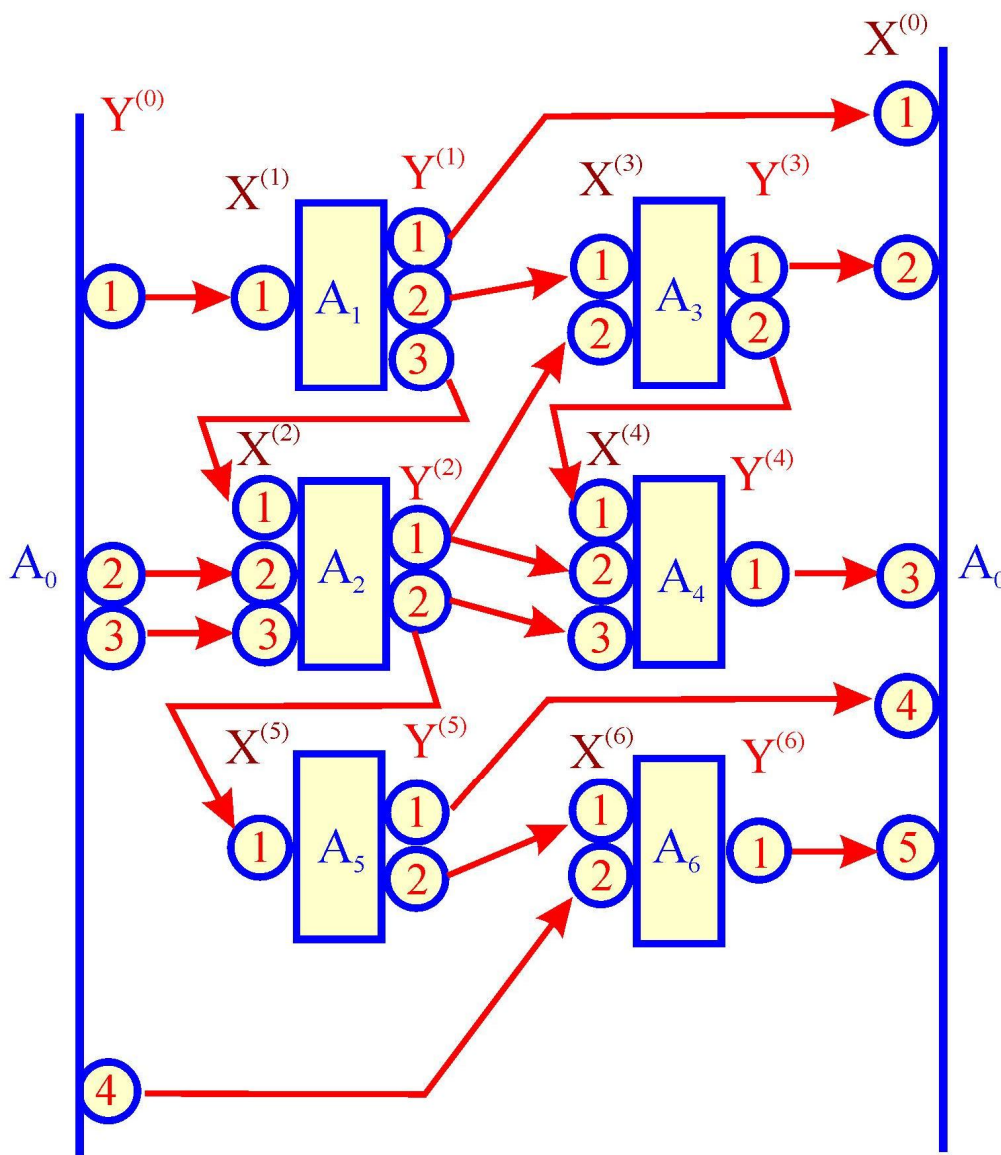 X⁽⁰⁾
Y⁽⁰⁾
1
X⁽¹⁾ Y⁽¹⁾ X⁽³⁾ Y⁽³⁾
1
1 1 2
1 1 A₁ 2 2 A₃ 2
3
X⁽²⁾ Y⁽²⁾ X⁽⁴⁾ Y⁽⁴⁾
1 1
1
A₀ 2 2 A₂ 2 A₄ 1 3 A₀
2
3 3 3
4
X⁽⁵⁾ Y⁽⁵⁾ X⁽⁶⁾ Y⁽⁶⁾
1 1
1 A₅ 2 2 A₆ 1 5
4